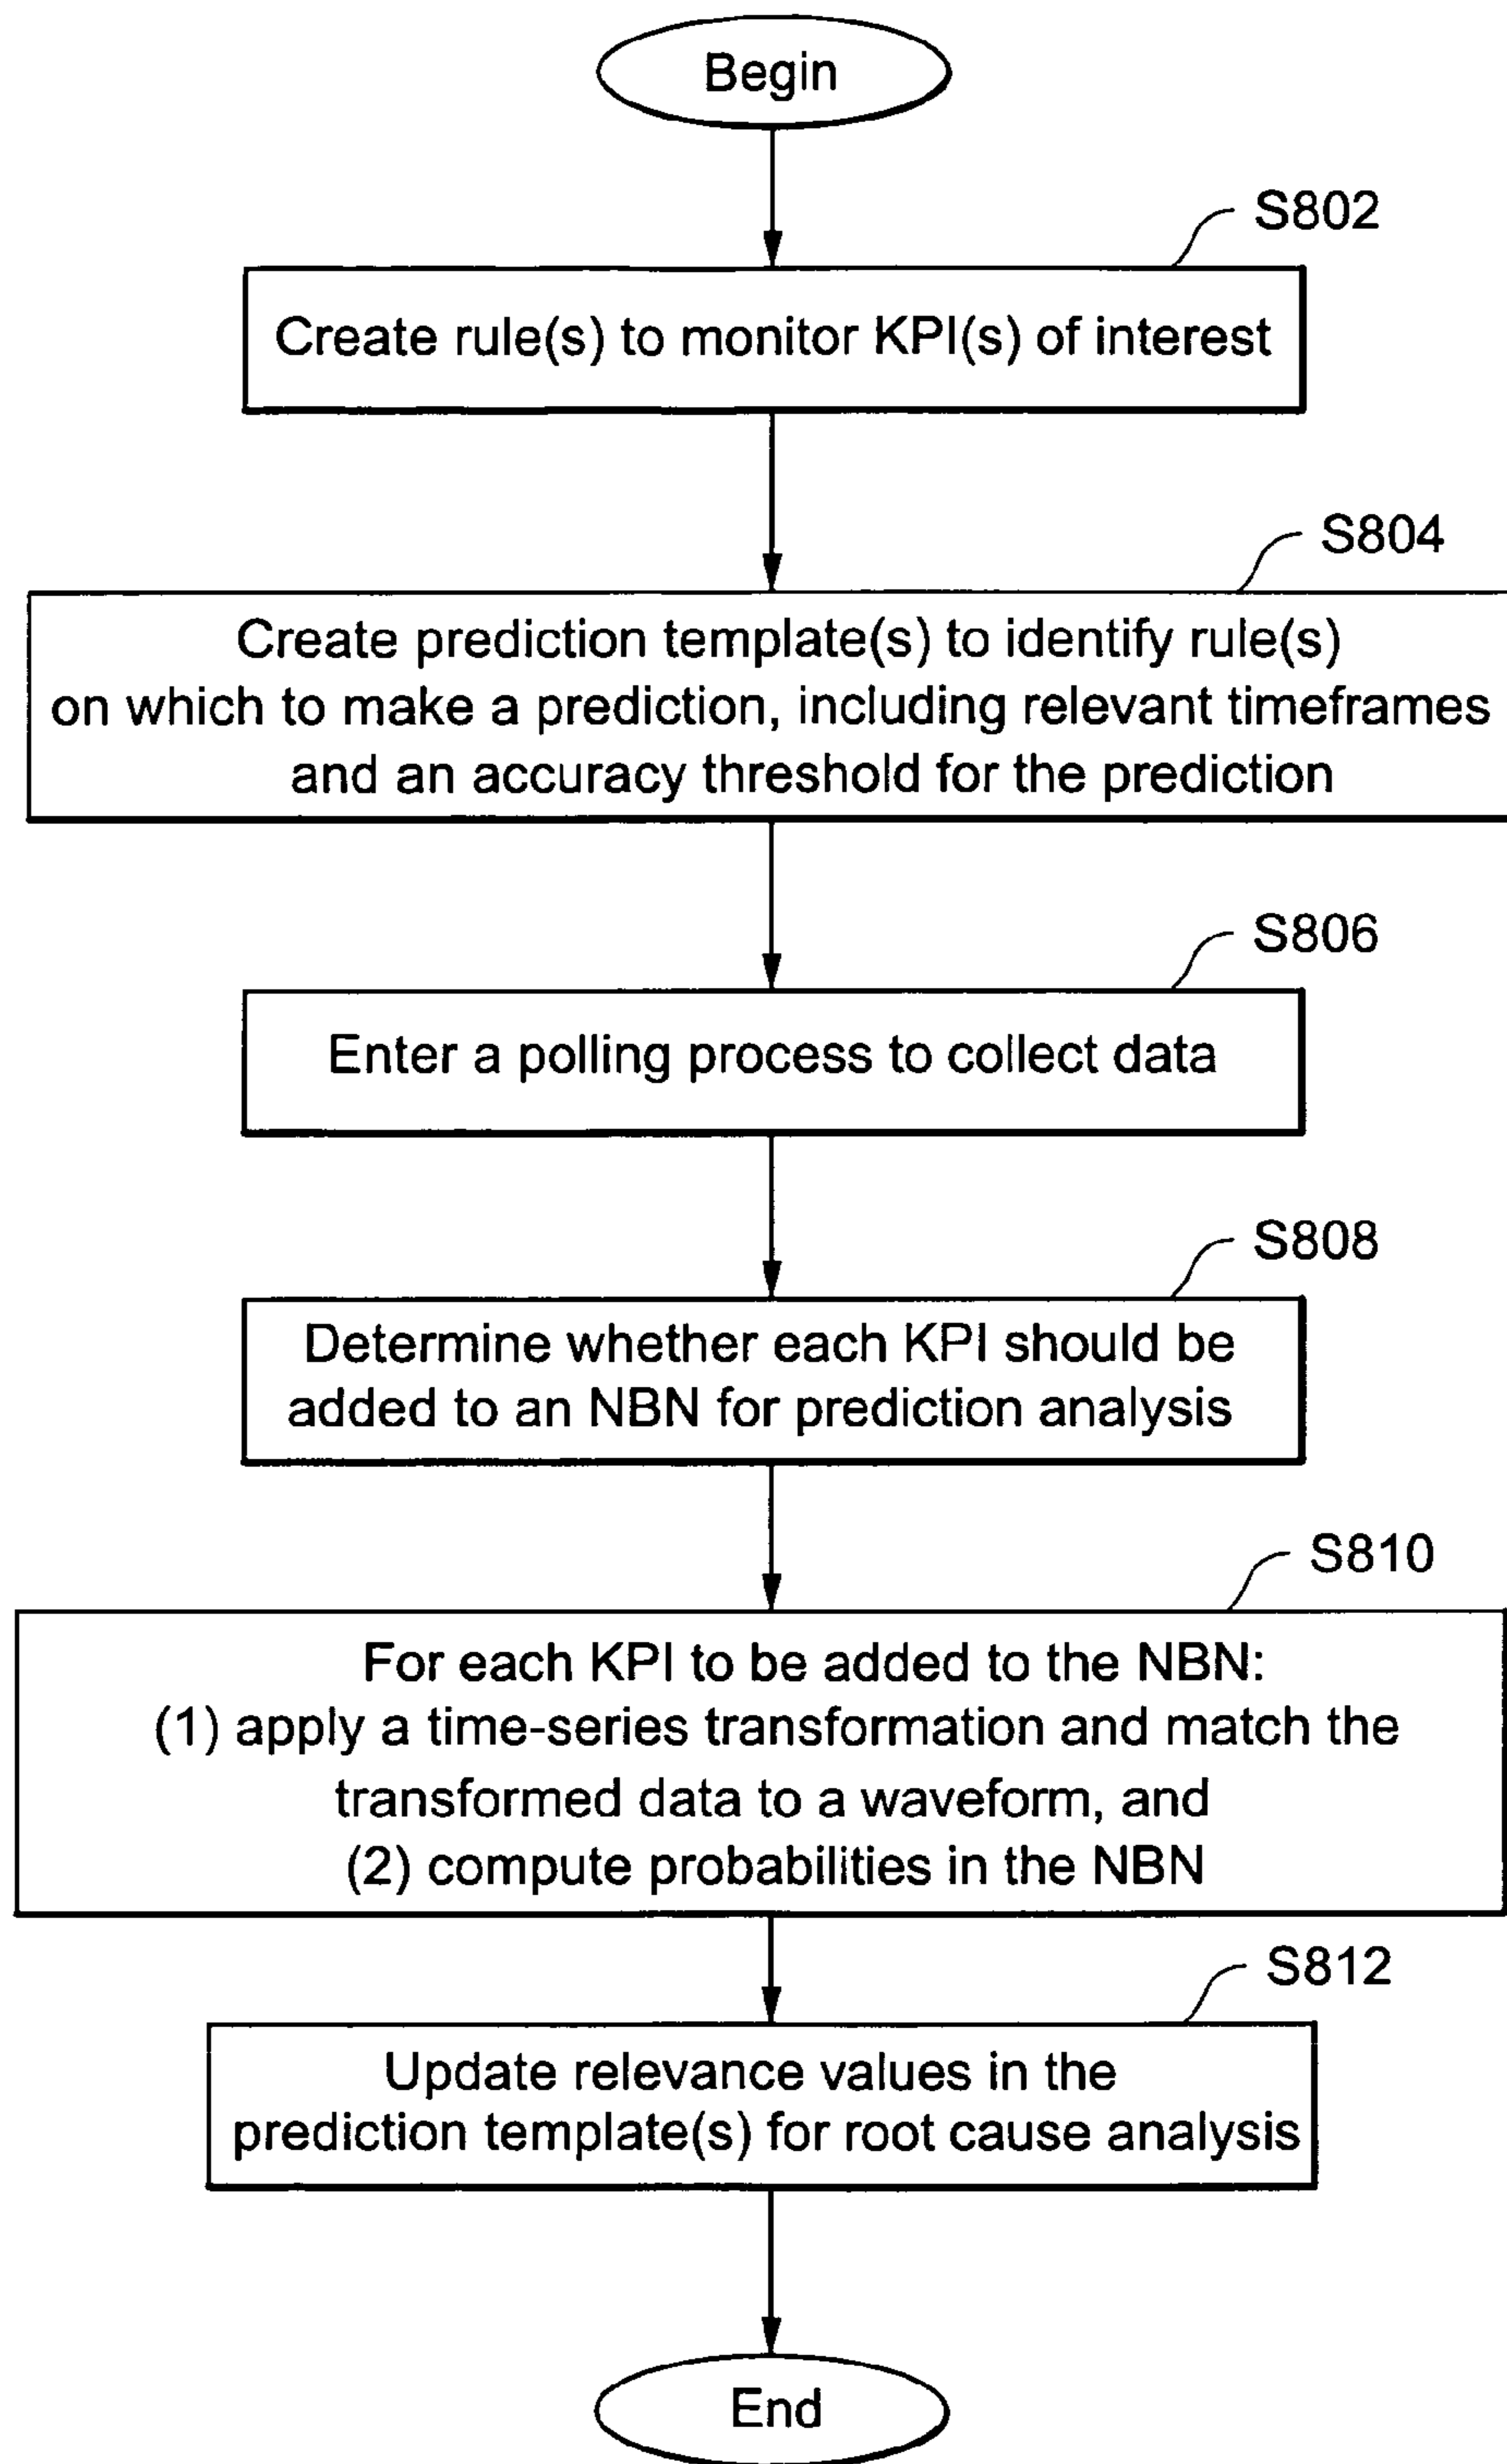 Begin
S802
Create rule(s) to monitor KPI(s) of interest
S804
Create prediction template(s) to identify rule(s)
on which to make a prediction, including relevant timeframes
and an accuracy threshold for the prediction
S806
Enter a polling process to collect data
S808
Determine whether each KPI should be
added to an NBN for prediction analysis
S810
For each KPI to be added to the NBN:
(1) apply a time-series transformation and match the
transformed data to a waveform, and
(2) compute probabilities in the NBN
S812
Update relevance values in the
prediction template(s) for root cause analysis
End